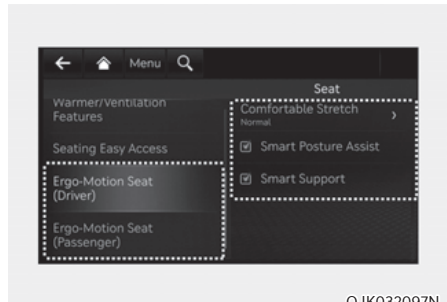 Menu
Seat
Warmer/Ventilation
Features
Seating Easy Access
Ergo-Motion Seat
(Driver)
Ergo-Motion Seat
(Passenger)
Comfortable Stretch
Normal
Smart Posture Assist
Smart Support
OJK032097N